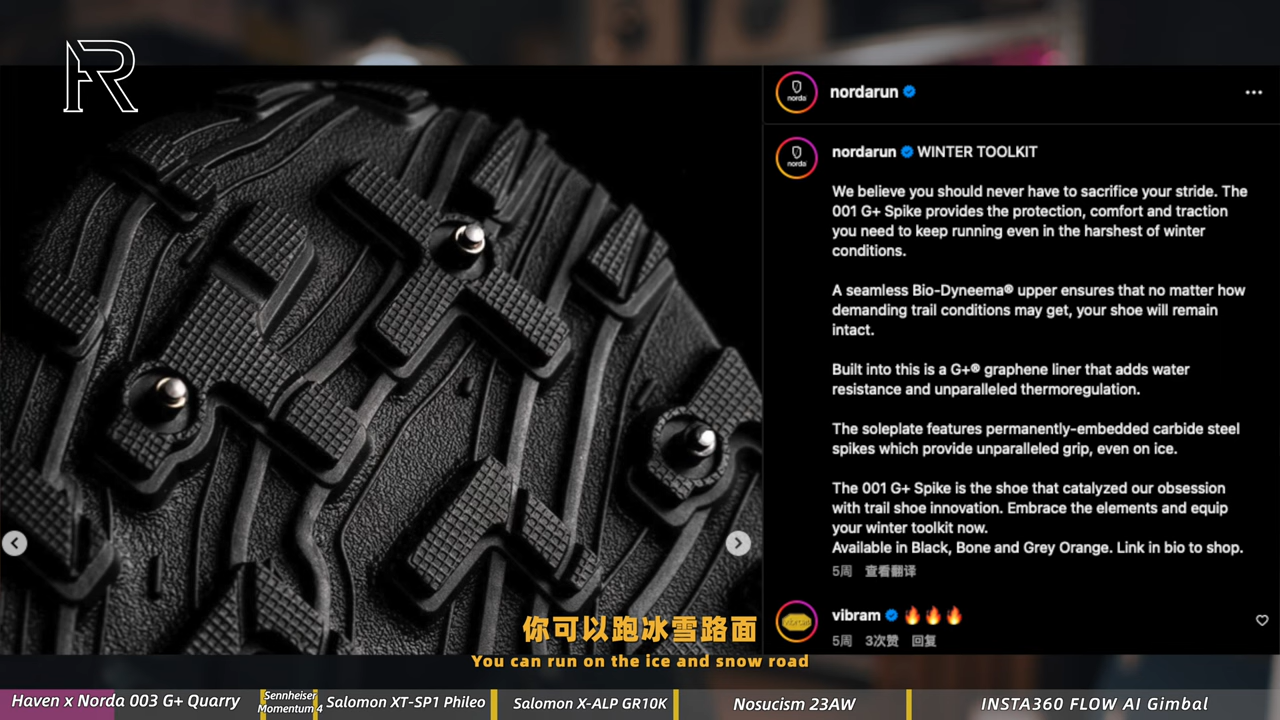 R
nordarun
nordarun WINTER TOOLKIT
We believe you should never have to sacrifice your stride. The
001 G+ Spike provides the protection, comfort and traction
you need to keep running even in the harshest of winter
conditions.
A seamless Bio-Dyneema® upper ensures that no matter how
demanding trail conditions may get, your shoe will remain
intact.
Built into this is a G+® graphene liner that adds water
resistance and unparalleled thermoregulation.
The soleplate features permanently-embedded carbide steel
spikes which provide unparalleled grip, even on ice.
The 001 G+ Spike is the shoe that catalyzed our obsession
with trail shoe innovation. Embrace the elements and equip
your winter toolkit now.
Available in Black, Bone and Grey Orange. Link in bio to shop.
5周 查看翻译
vibram 🔥🔥🔥
5周 3次赞 回复
norda
norda
vibram
你可以跑冰雪路面
You can run on the ice and snow road
Haven x Norda 003 G+ Quarry
Sennheiser
Momentum 4
Salomon XT-SP1 Phileo
Salomon X-ALP GR10K
Nosucism 23AW
INSTA360 FLOW AI Gimbal